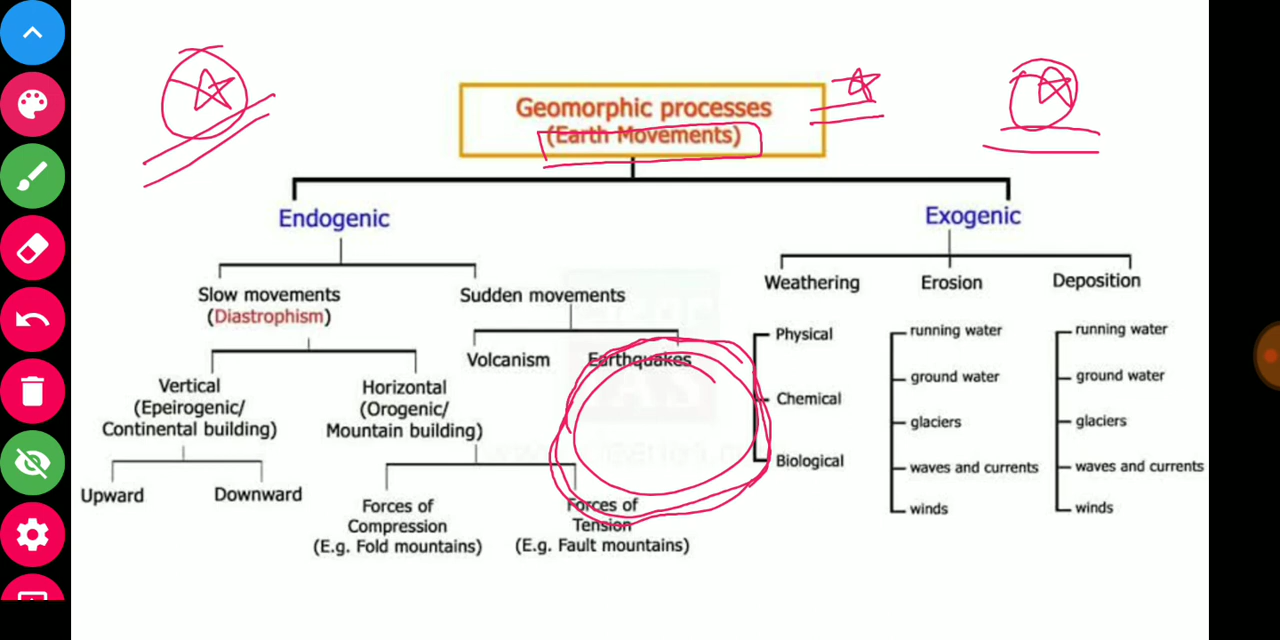 Geomorphic processes
(Earth Movements)
Endogenic
Exogenic
Slow movements
(Diastrophism)
Sudden movements
Weathering
Erosion
Deposition
Vertical
(Epeirogenic/
Continental building)
Horizontal
(Orogenic/
Mountain building)
Volcanism
Earthquakes
Physical
Chemical
Biological
running water
ground water
glaciers
waves and currents
winds
running water
ground water
glaciers
waves and currents
winds
Upward
Downward
Forces of
Compression
(E.g. Fold mountains)
Forces of
Tension
(E.g. Fault mountains)